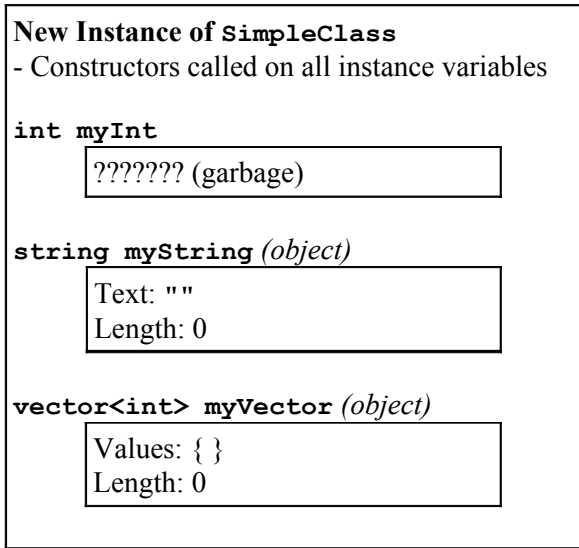 New Instance of SimpleClass
- Constructors called on all instance variables
int myInt
??????? (garbage)
string myString (object)
Text: ""
Length: 0
vector<int> myVector (object)
Values: { }
Length: 0